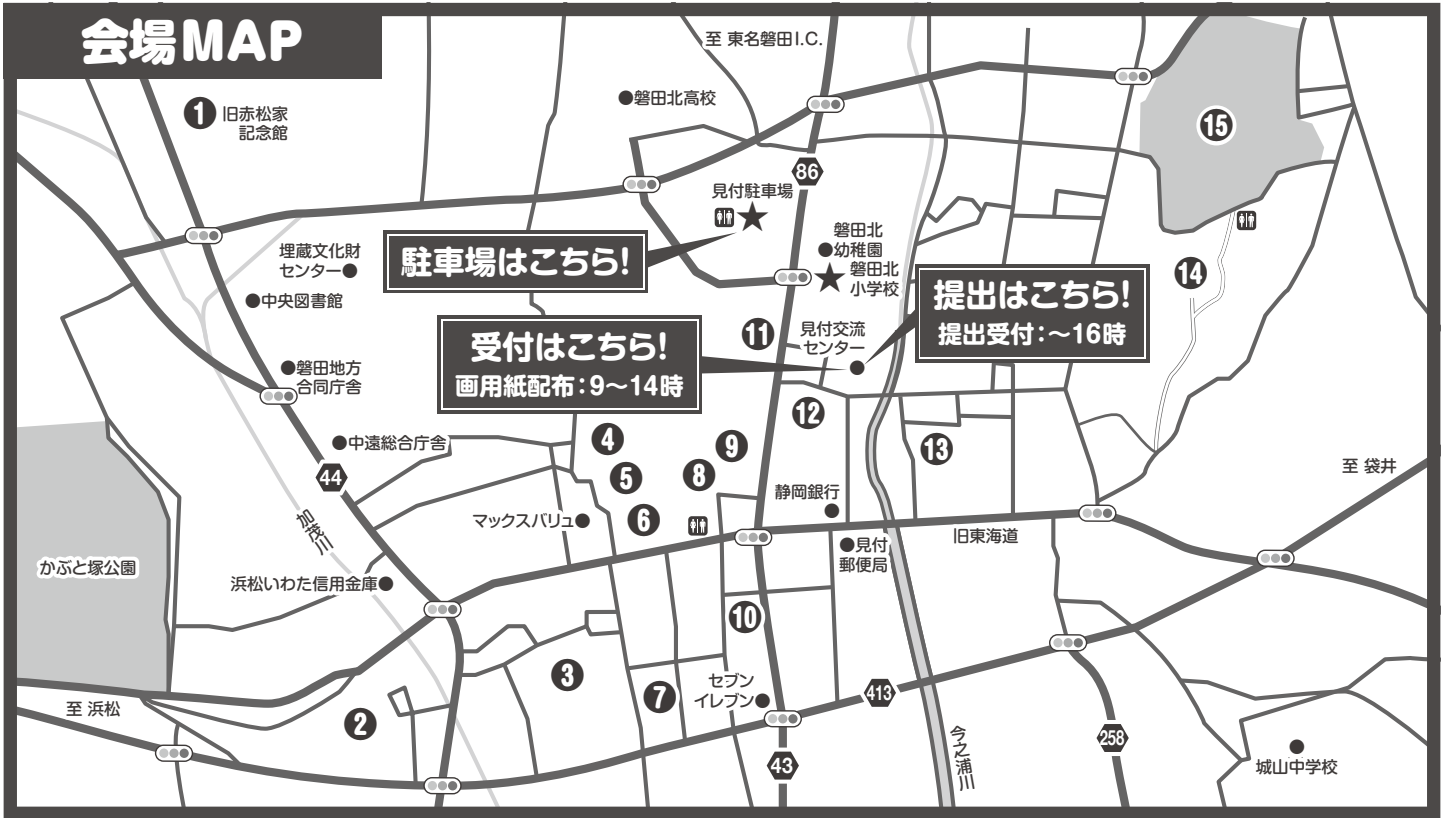 会場MAP
至 東名磐田I.C.
❶
旧赤松家
記念館
●磐田北高校
⓯
86
見付駐車場
★
駐車場はこちら!
磐田北
●幼稚園
★磐田北
小学校
埋蔵文化財
センター●
●中央図書館
⓮
提出はこちら!
提出受付:〜16時
受付はこちら!
画用紙配布:9〜14時
⓫
見付交流
センター
●
●磐田地方
合同庁舎
⓬
❹
❾
⓭
●中遠総合庁舎
44
❺
❽
至 袋井
静岡銀行
●
加茂川
マックスバリュ●
❻
旧東海道
●見付
郵便局
かぶと塚公園
浜松いわた信用金庫●
❿
❸
❼
セブン
イレブン●
413
至 浜松
❷
43
今之浦川
258
●
城山中学校